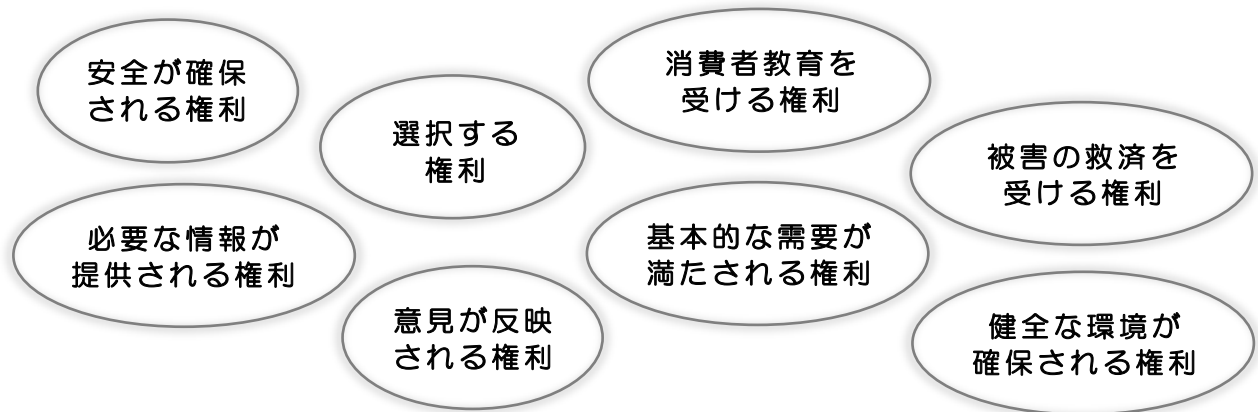 安全が確保
される権利
選択する
権利
消費者教育を
受ける権利
被害の救済を
受ける権利
必要な情報が
提供される権利
意見が反映
される権利
基本的な需要が
満たされる権利
健全な環境が
確保される権利